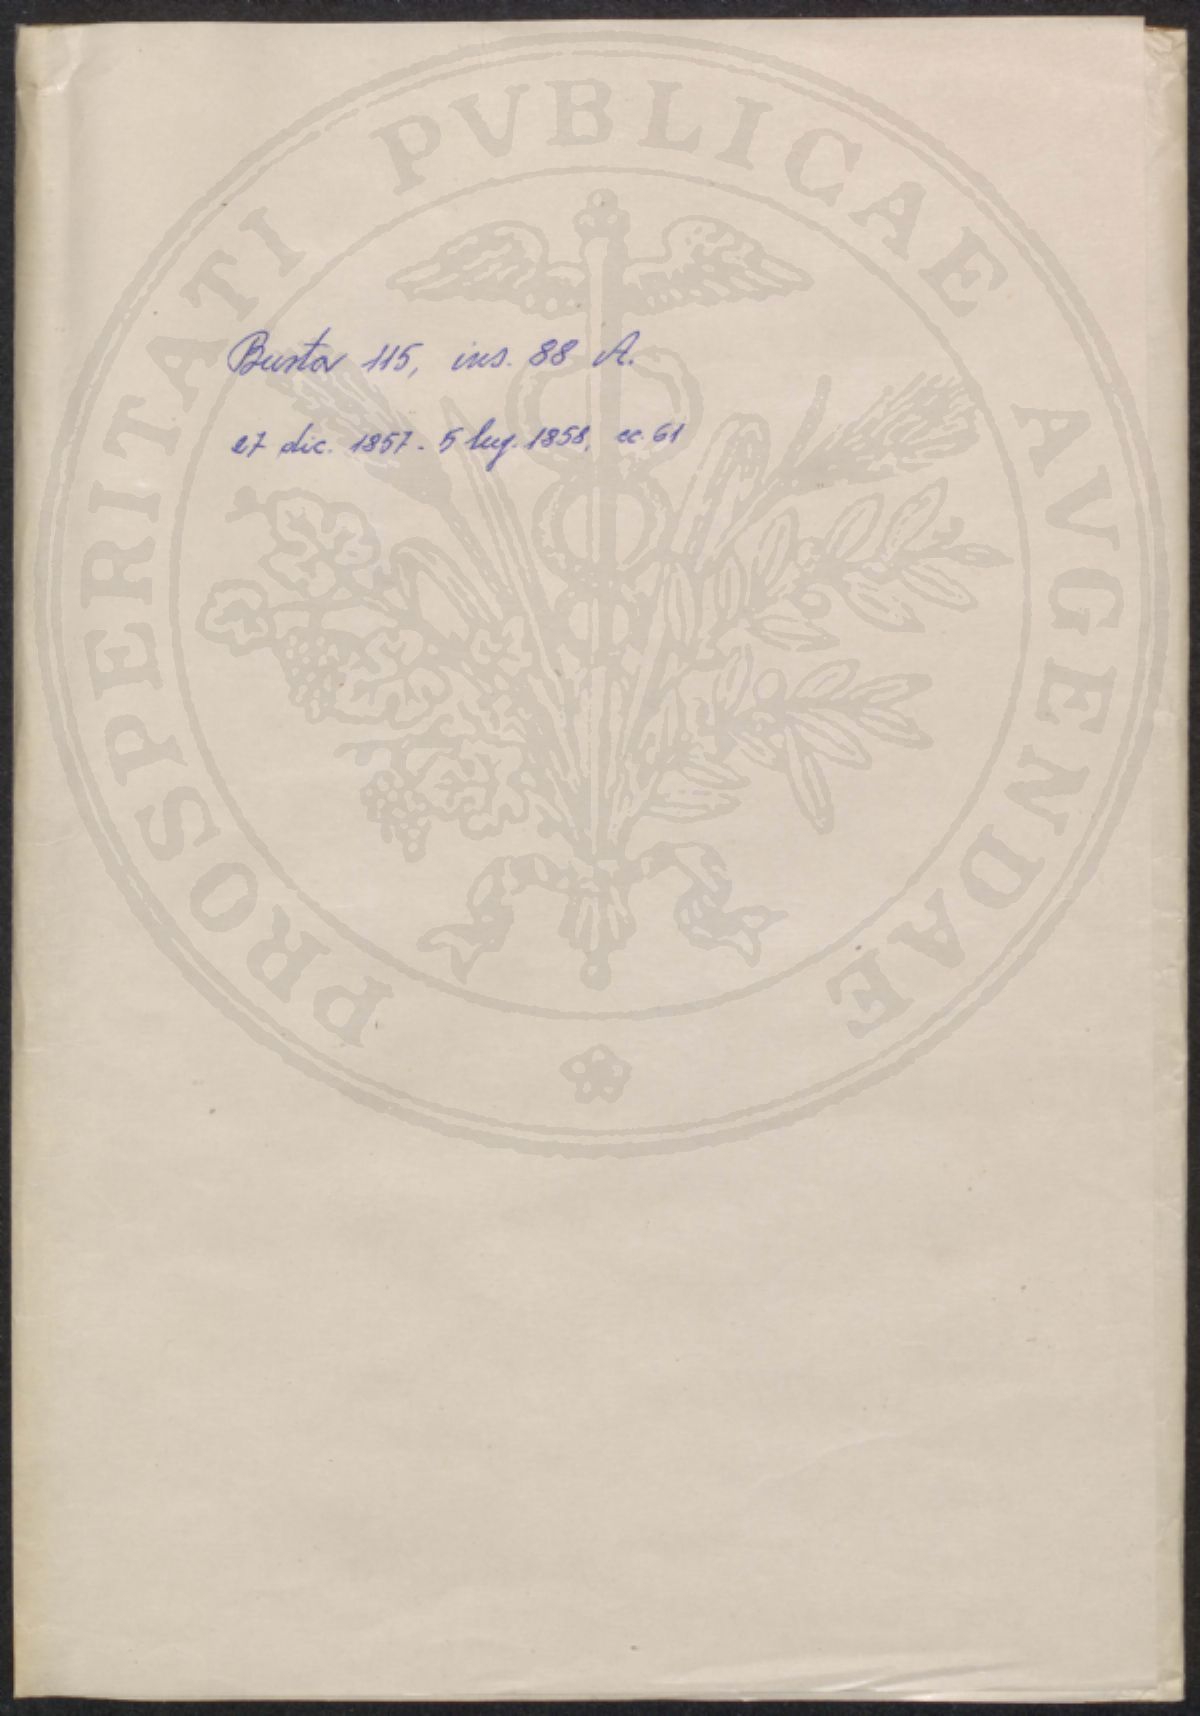 PROSPERITATI PVBLICAE AVGENDAE
Busta 115, ins. 88 A.
27 dic. 1857 - 5 lug. 1858, cc. 61